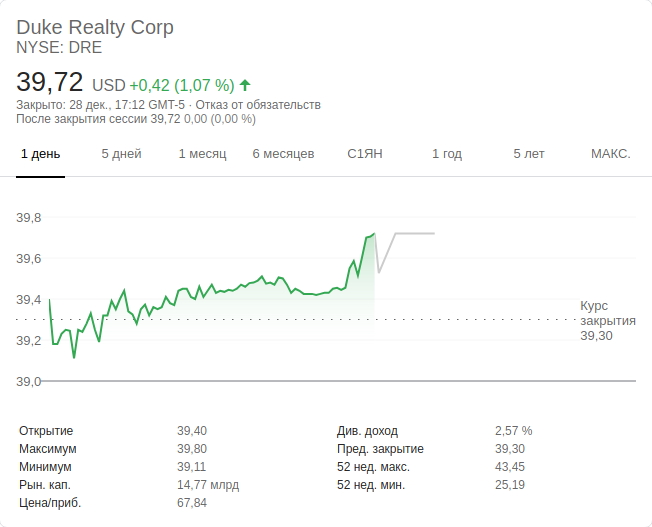 Duke Realty Corp
NYSE: DRE
39,72 USD +0,42 (1,07 %)
Закрыто: 28 дек., 17:12 GMT-5 · Отказ от обязательств
После закрытия сессии 39,72 0,00 (0,00 %)
1 день 5 дней 1 месяц 6 месяцев С1ЯН 1 год 5 лет МАКС.
39,8
39,6
39,4
39,2
39,0
Курс
закрытия
39,30
Открытие 39,40 Див. доход 2,57 %
Максимум 39,80 Пред. закрытие 39,30
Минимум 39,11 52 нед. макс. 43,45
Рын. кап. 14,77 млрд 52 нед. мин. 25,19
Цена/приб. 67,84